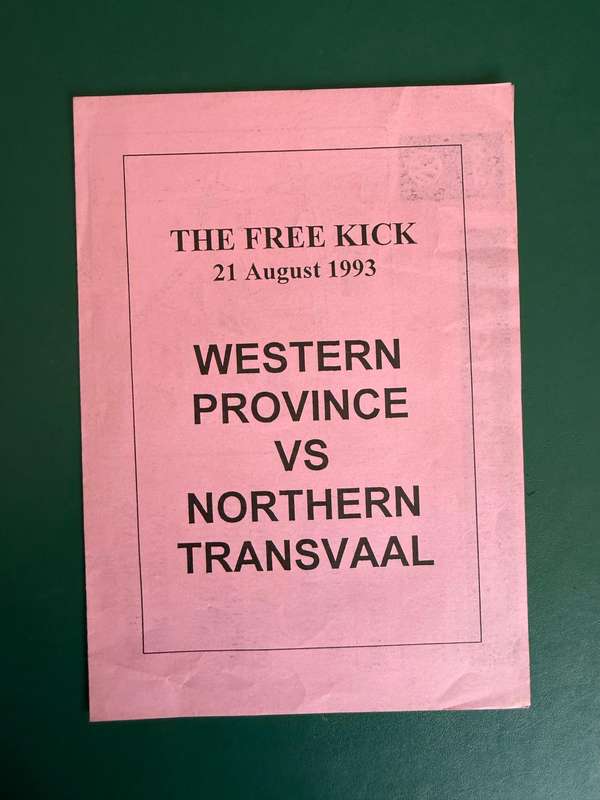 THE FREE KICK
21 August 1993
WESTERN
PROVINCE
VS
NORTHERN
TRANSVAAL